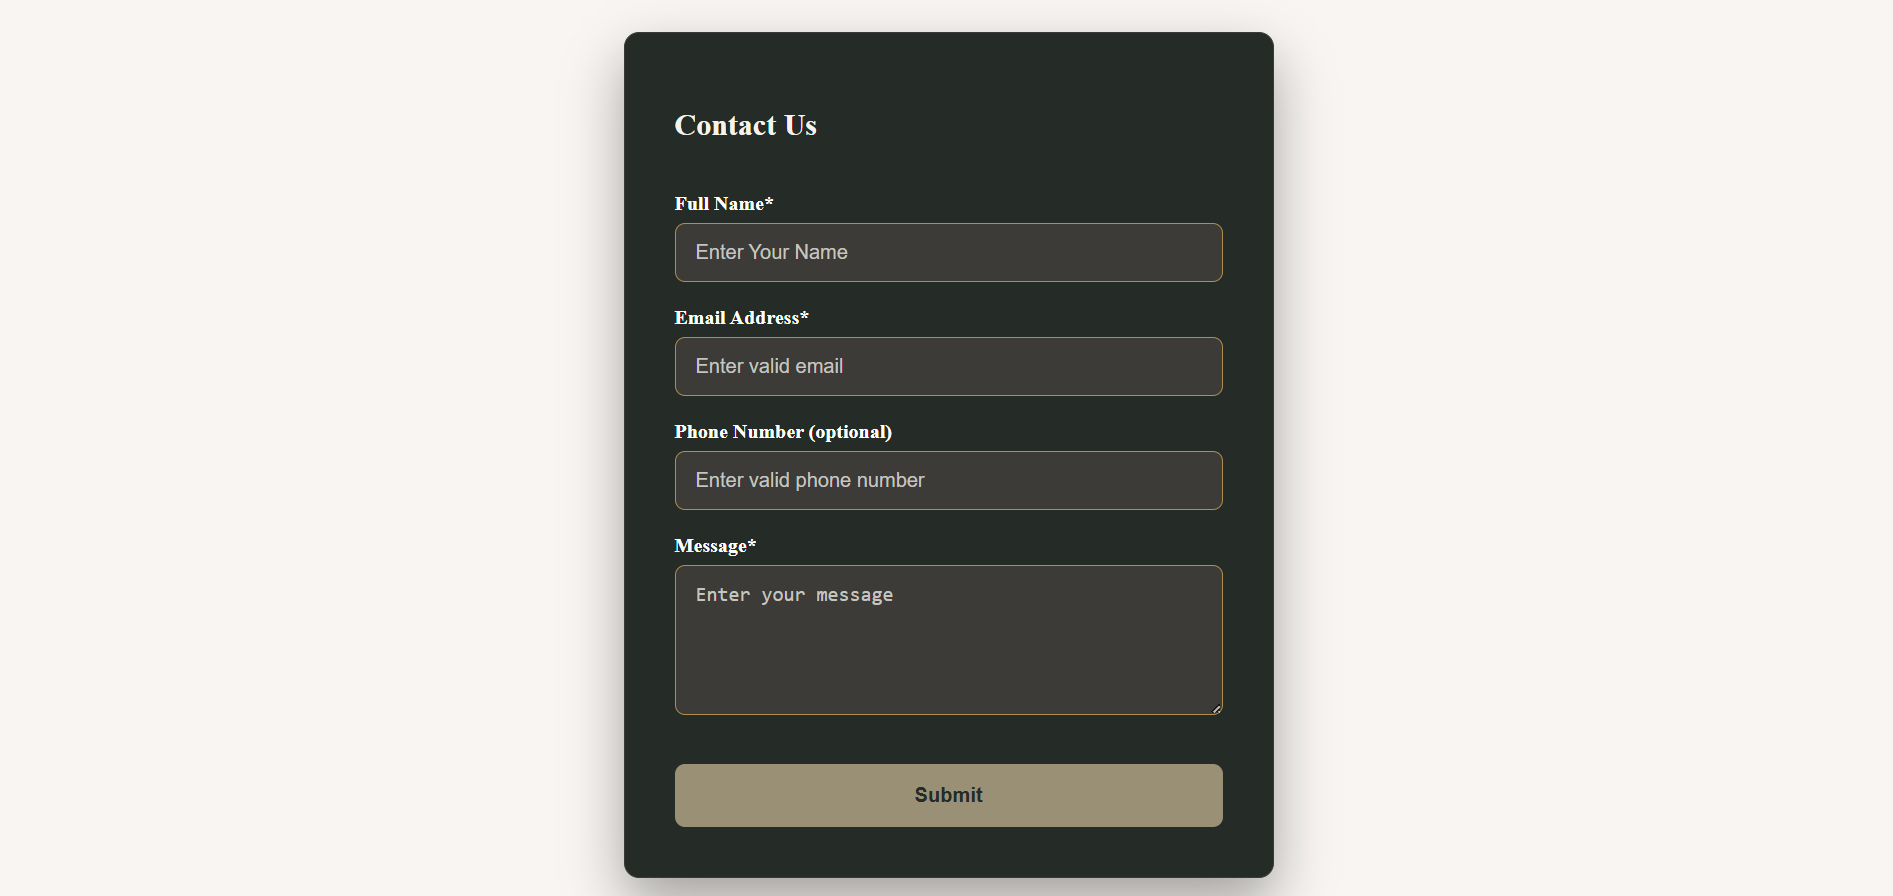 Contact Us
Full Name*
Enter Your Name
Email Address*
Enter valid email
Phone Number (optional)
Enter valid phone number
Message*
Enter your message
Submit